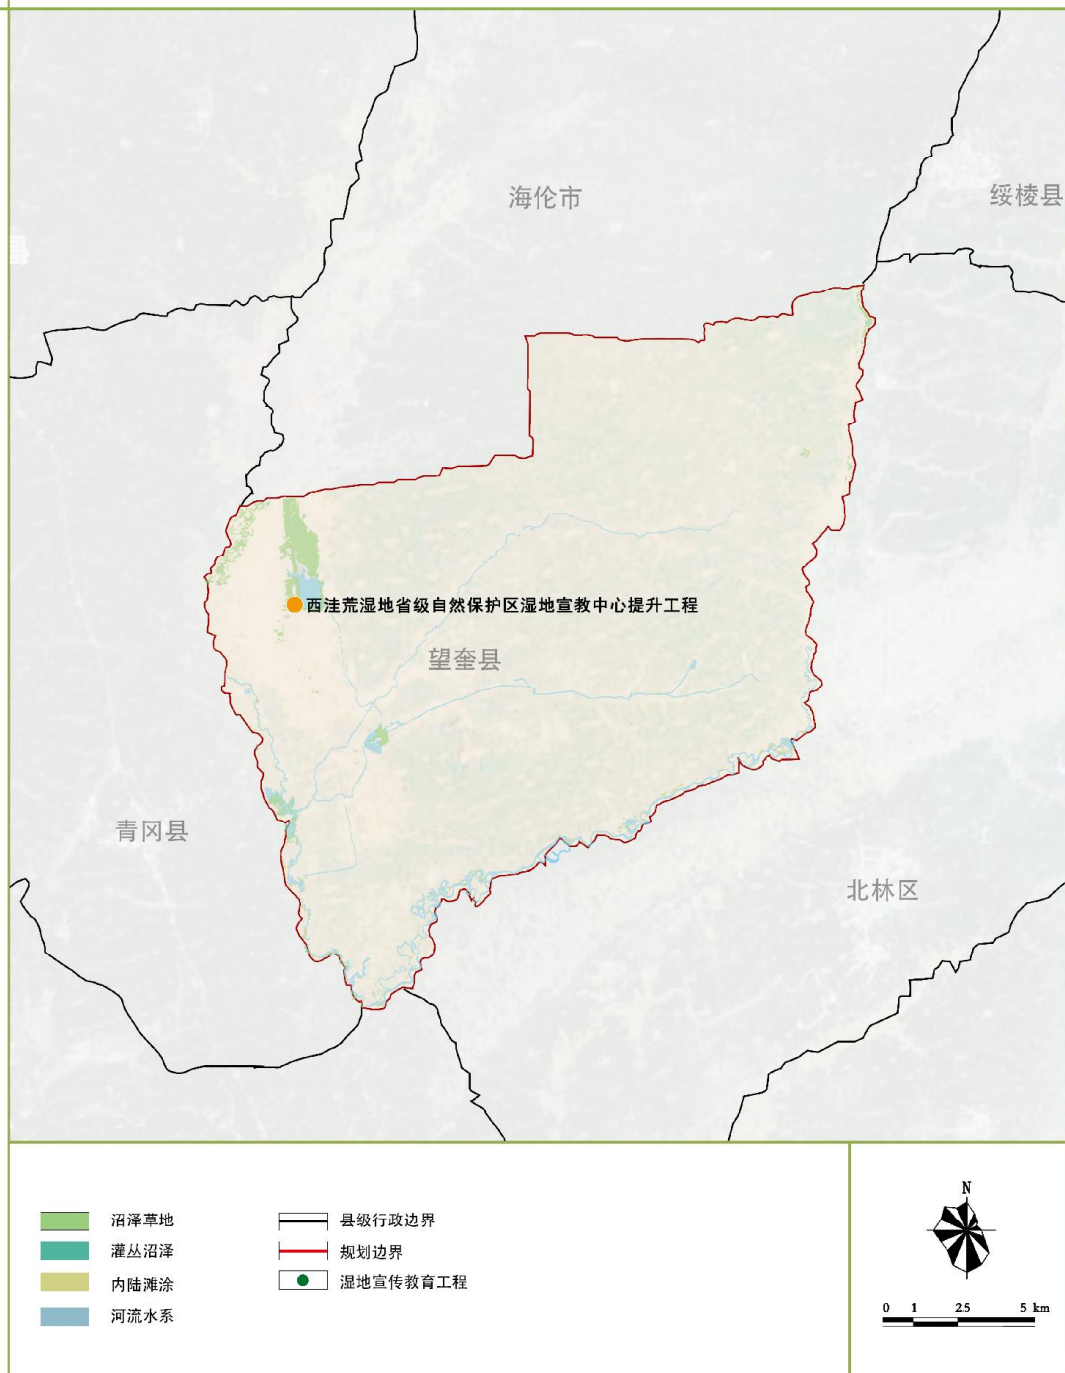 海伦市
绥棱县
西洼荒湿地省级自然保护区湿地宣教中心提升工程
望奎县
青冈县
北林区
沼泽草地
灌丛沼泽
内陆滩涂
河流水系
县级行政边界
规划边界
湿地宣传教育工程
N
0 1 2.5 5 km